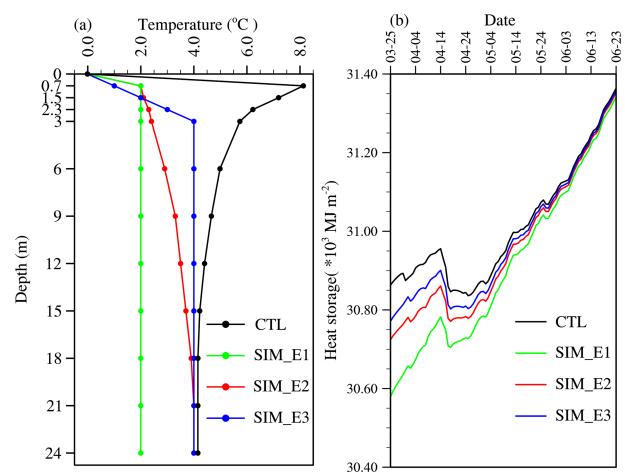 (a) Temperature (°C )
0.0 2.0 4.0 6.0 8.0
0
0.7
1.5
2.3
3
6
9
12
15
18
21
24
Depth (m)
CTL
SIM_E1
SIM_E2
SIM_E3
(b) Date
03-25 04-04 04-14 04-24 05-04 05-14 05-24 06-03 06-13 06-23
31.40
31.20
31.00
30.80
30.60
30.40
Heat storage( *10³ MJ m⁻²)
CTL
SIM_E1
SIM_E2
SIM_E3